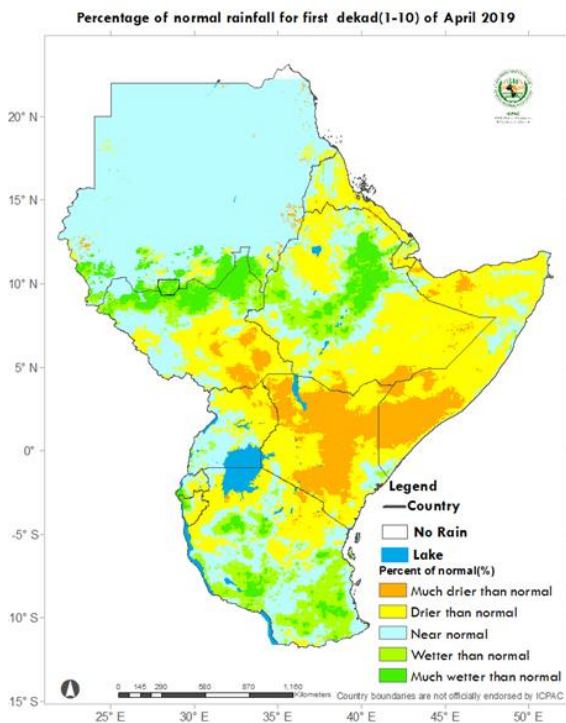 Percentage of normal rainfall for first dekad(1-10) of April 2019
ICPAC
20° N
15° N
10° N
5° N
0°
5° S
10° S
15° S
Legend
Country
No Rain
Lake
Percent of normal(%)
Much drier than normal
Drier than normal
Near normal
Wetter than normal
Much wetter than normal
0 145 290 580 870 1,160
Kilometers
Country boundaries are not officially endorsed by ICPAC
25° E 30° E 35° E 40° E 45° E 50° E